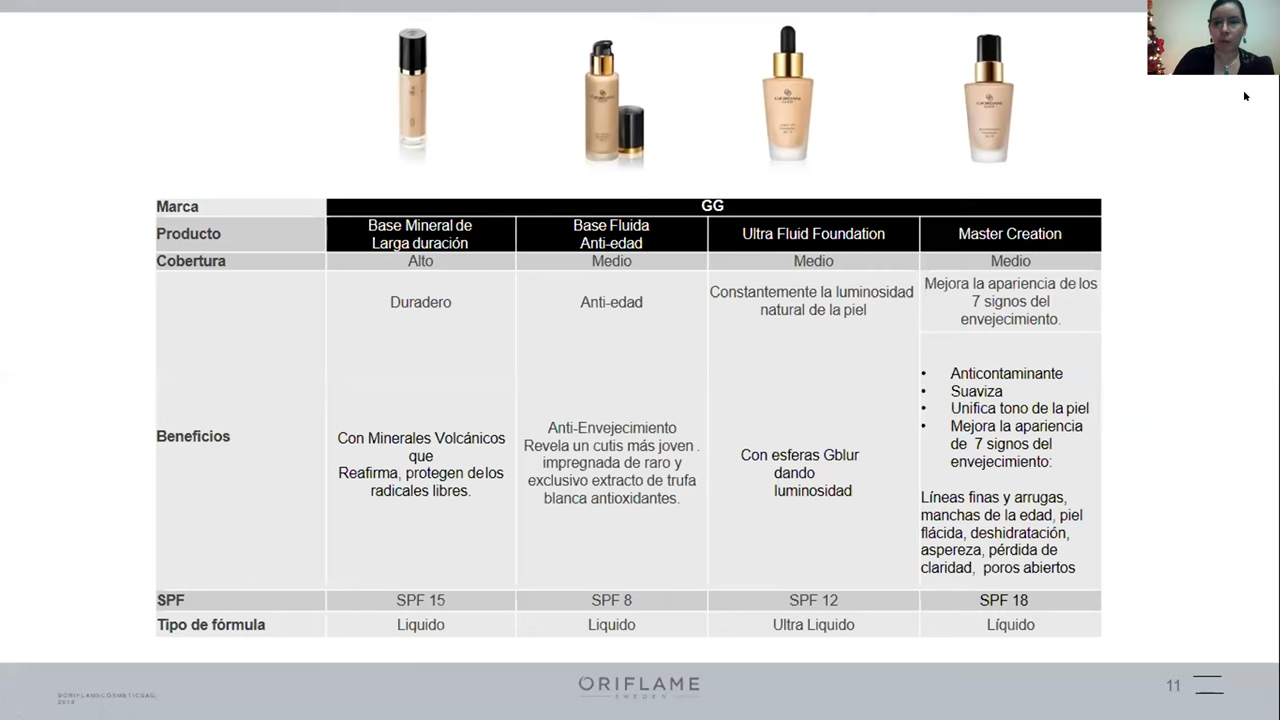 GIORDANI
GIORDANI
GIORDANI
Marca
GG
Producto
Base Mineral de
Larga duración
Base Fluida
Anti-edad
Ultra Fluid Foundation
Master Creation
Cobertura
Alto
Medio
Medio
Medio
Beneficios
Duradero
Anti-edad
Constantemente la luminosidad
natural de la piel
Mejora la apariencia de los
7 signos del
envejecimiento.
Con Minerales Volcánicos
que
Reafirma, protegen de los
radicales libres.
Anti-Envejecimiento
Revela un cutis más joven .
impregnada de raro y
exclusivo extracto de trufa
blanca antioxidantes.
Con esferas Gblur
dando
luminosidad
• Anticontaminante
• Suaviza
• Unifica tono de la piel
• Mejora la apariencia
de 7 signos del
envejecimiento:
Líneas finas y arrugas,
manchas de la edad, piel
flácida, deshidratación,
aspereza, pérdida de
claridad, poros abiertos
SPF
SPF 15
SPF 8
SPF 12
SPF 18
Tipo de fórmula
Liquido
Liquido
Ultra Liquido
Líquido
ORIFLAME
SWEDEN
11